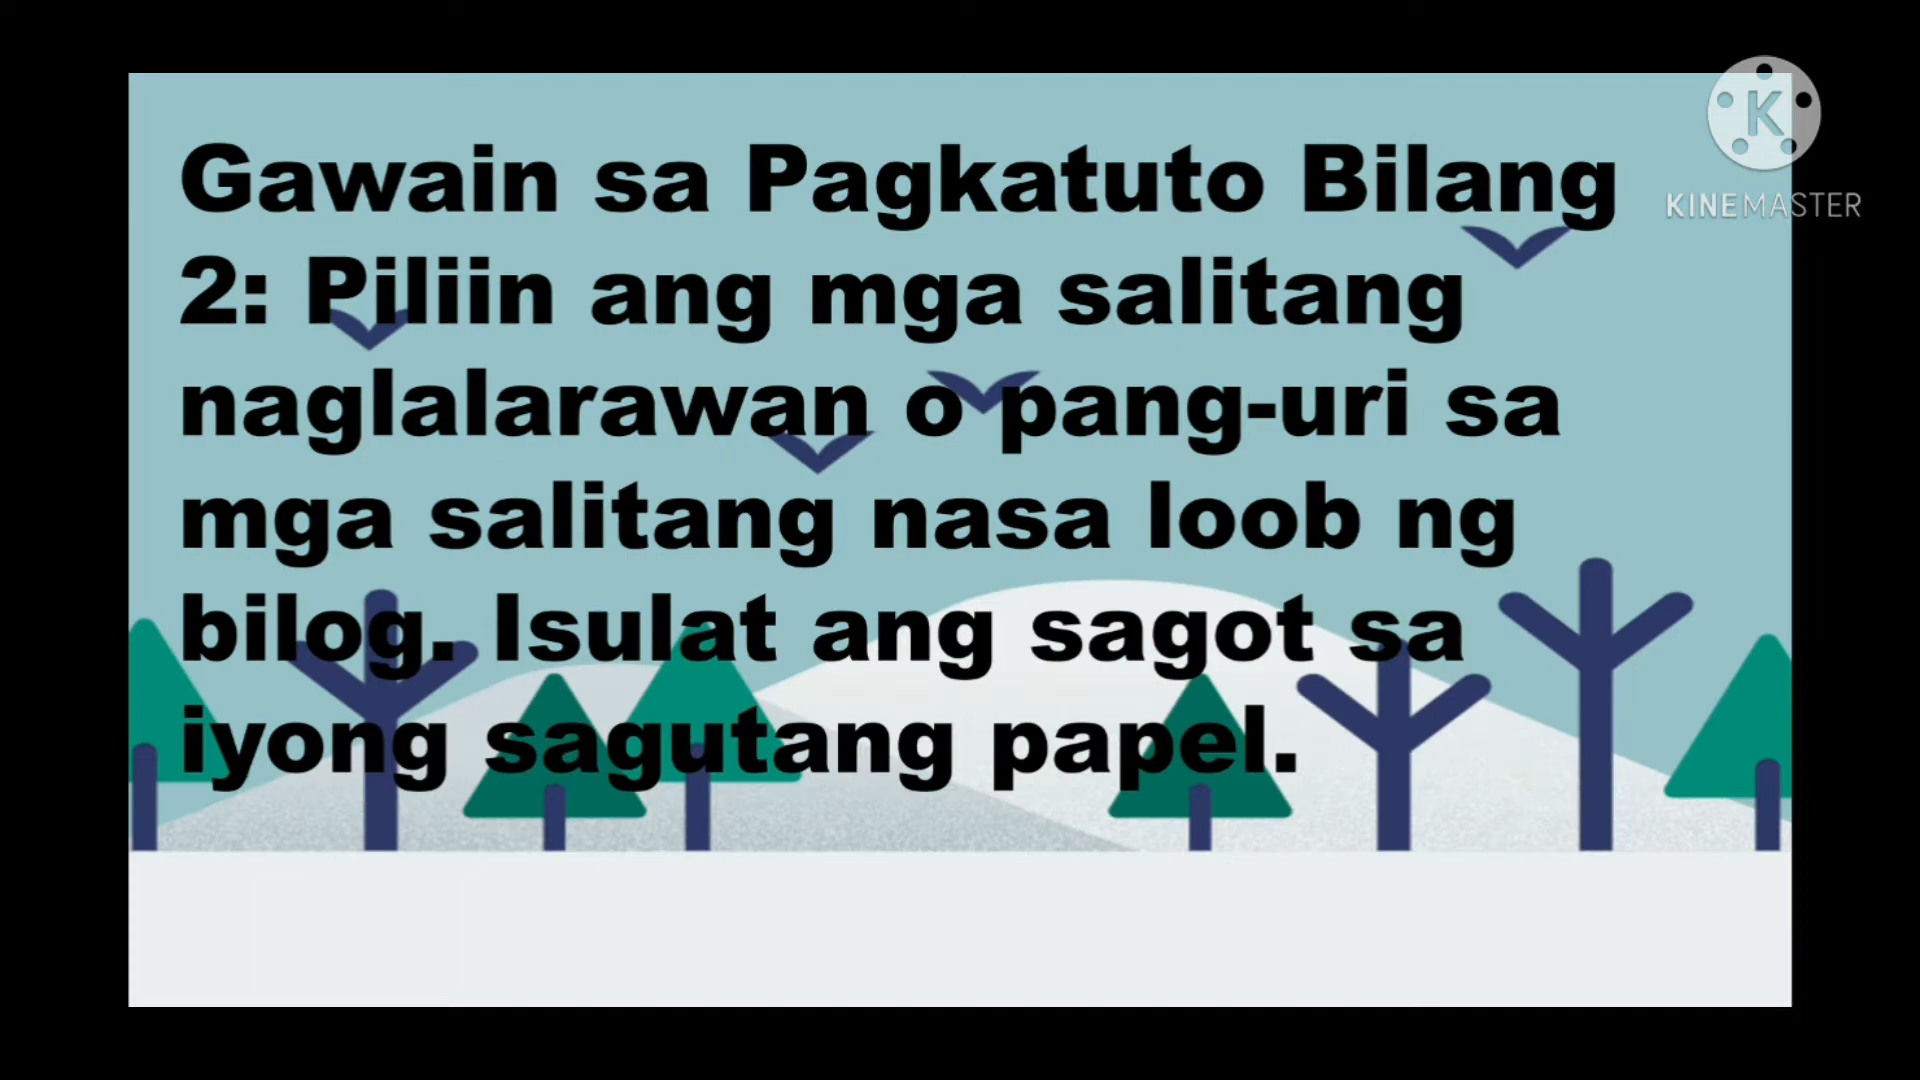 Gawain sa Pagkatuto Bilang
2: Piliin ang mga salitang
naglalarawan o pang-uri sa
mga salitang nasa loob ng
bilog. Isulat ang sagot sa
iyong sagutang papel.
K
KINEMASTER